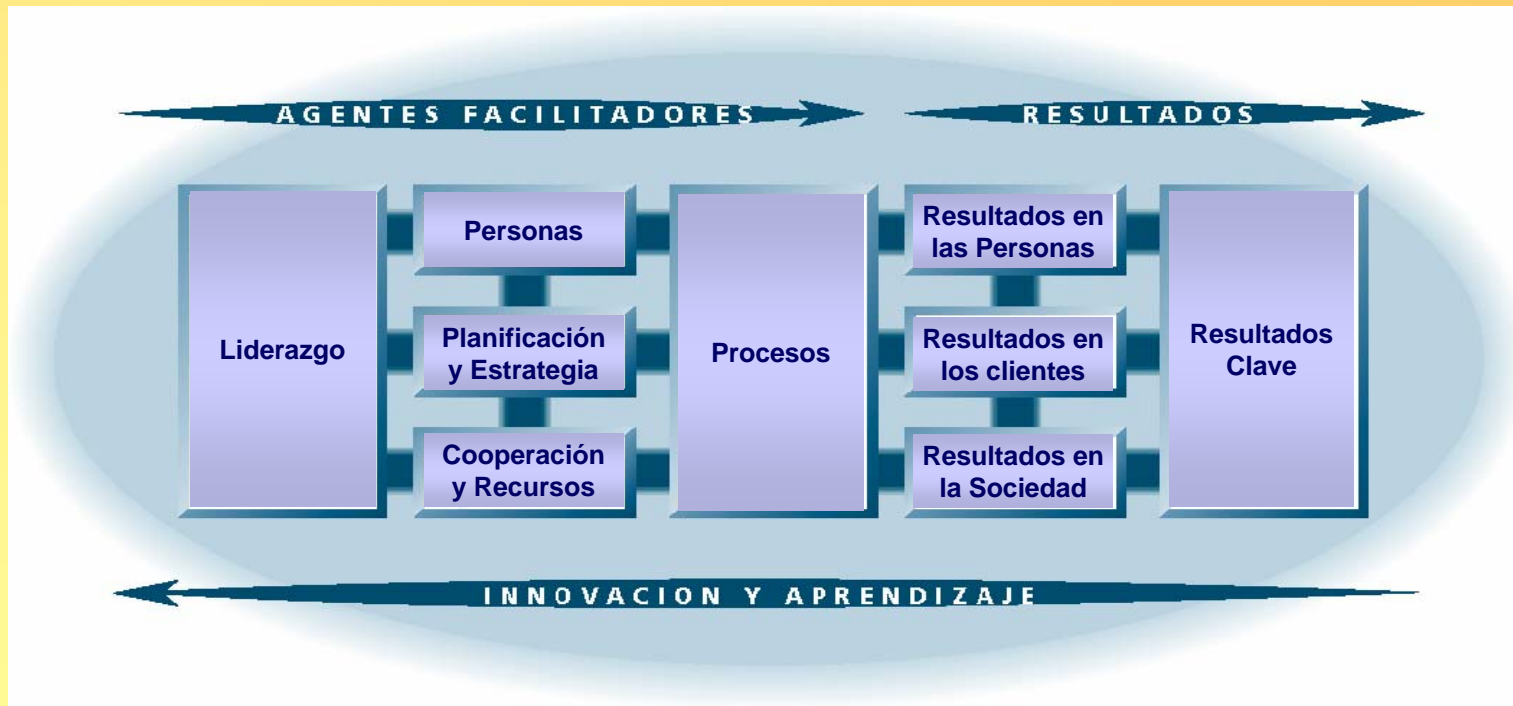 AGENTES FACILITADORES
RESULTADOS
Liderazgo
Personas
Planificación
y Estrategia
Cooperación
y Recursos
Procesos
Resultados en
las Personas
Resultados en
los clientes
Resultados en
la Sociedad
Resultados
Clave
INNOVACION Y APRENDIZAJE